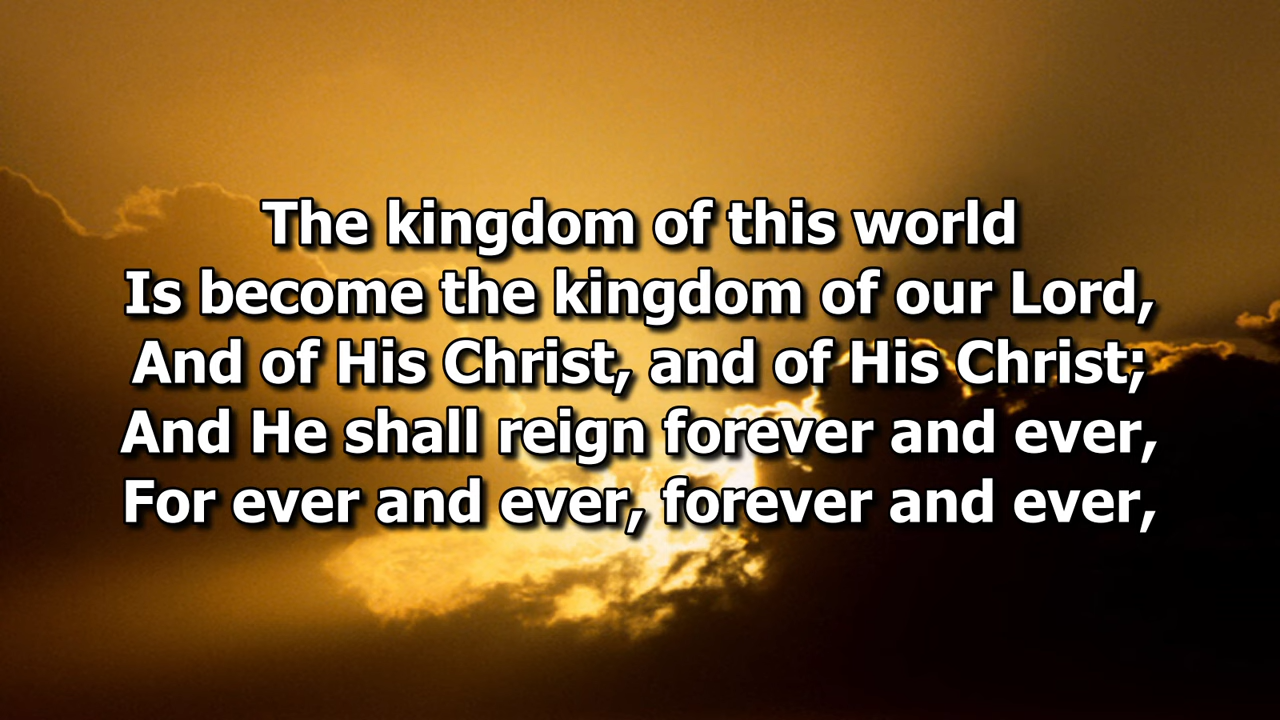 The kingdom of this world
Is become the kingdom of our Lord,
And of His Christ, and of His Christ;
And He shall reign forever and ever,
For ever and ever, forever and ever,